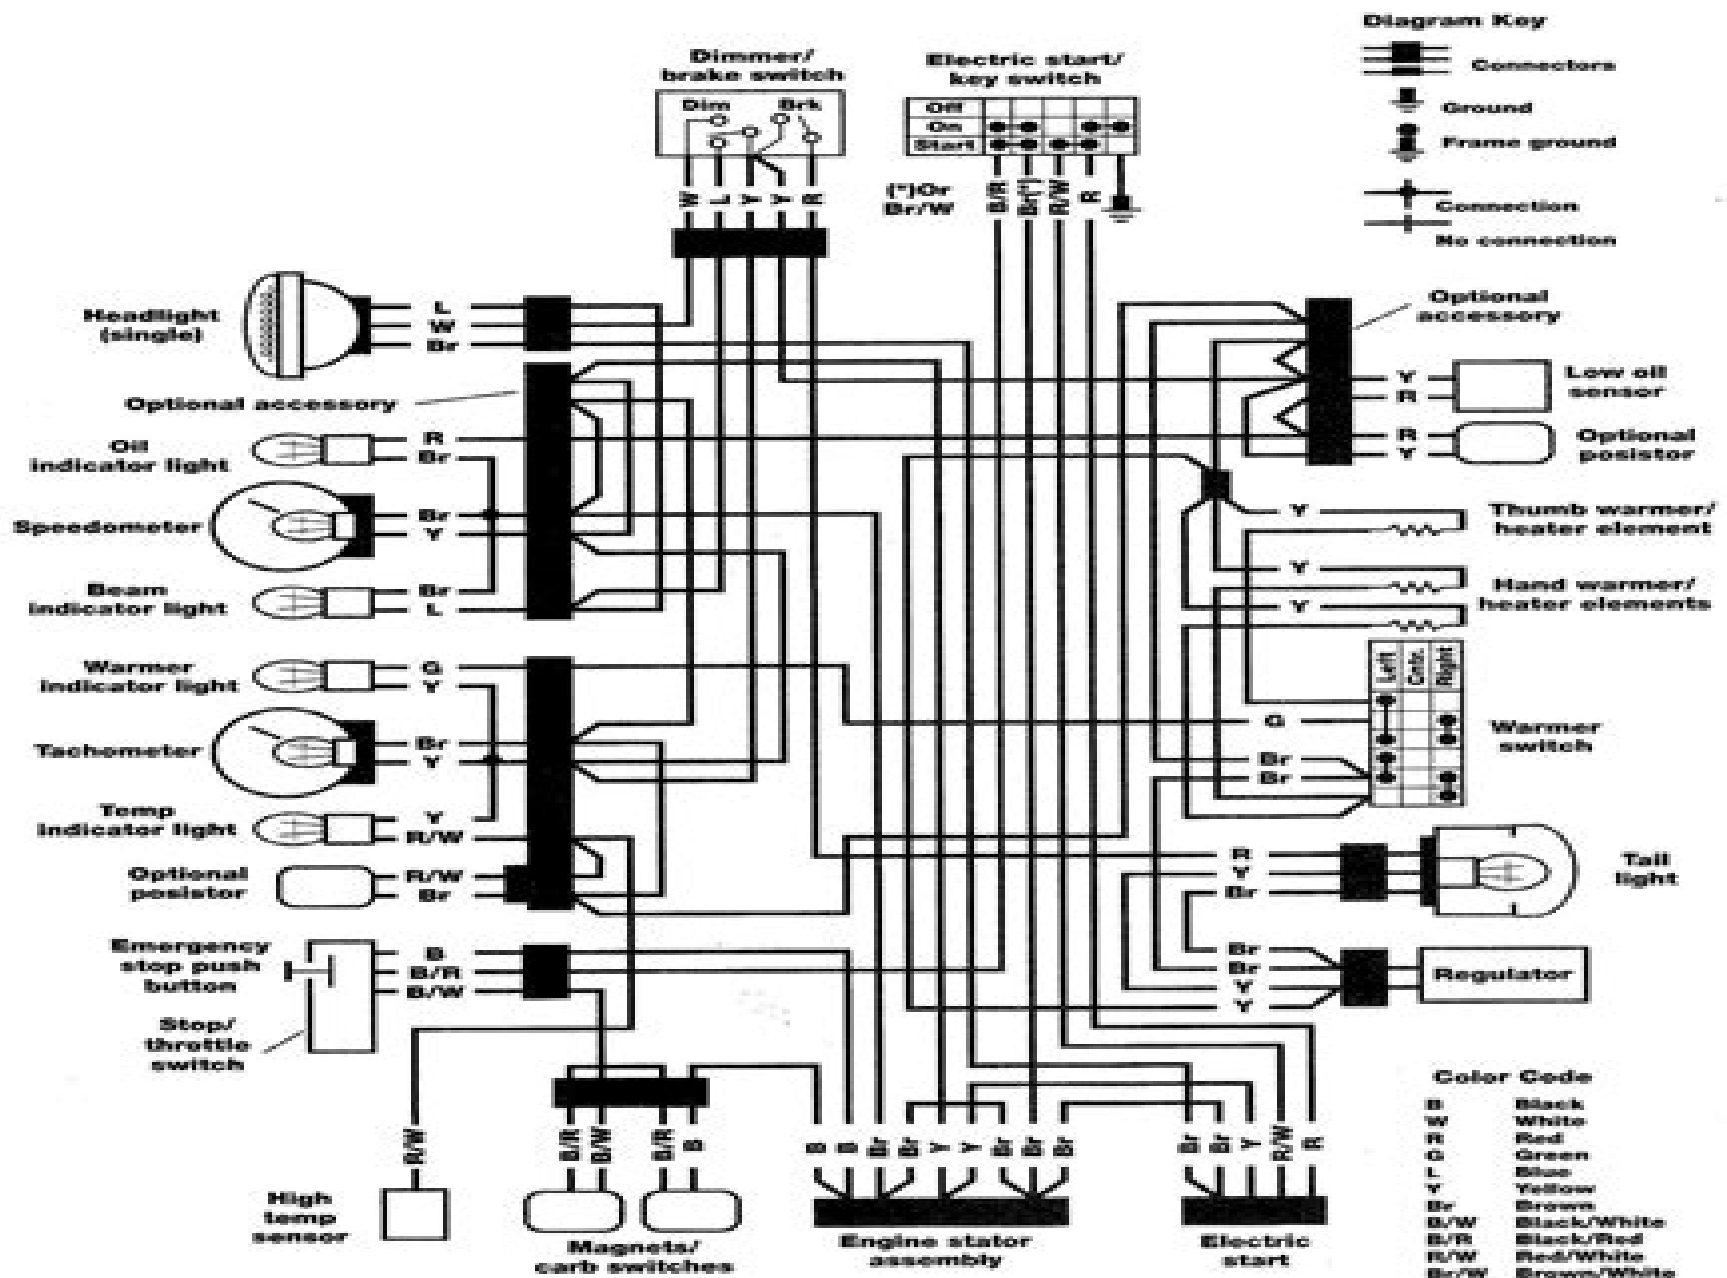 Diagram Key
Connectors
Ground
Frame ground
Connection
No connection
Dimmer/
brake switch
Dim Brk
W L Y Y R
Electric start/
key switch
Off
On
Start
(*)Or
Br/W
B/R Br(*) R/W R
Headlight
(single)
L
W
Br
Optional accessory
Oil
indicator light
R
Br
Speedometer
Br
Y
Beam
indicator light
Br
L
Warmer
indicator light
G
Y
Tachometer
Br
Y
Temp
indicator light
Y
R/W
Optional
posistor
R/W
Br
Emergency
stop push
button
B
B/R
B/W
Stop/
throttle
switch
Optional
accessory
Y
R
Low oil
sensor
R
Y
Optional
posistor
Y
Thumb warmer/
heater element
Y
Hand warmer/
heater elements
Y
Left Cntr. Right
G
Br
Br
Warmer
switch
R
Y
Br
Tail
light
Br
Br
Y
Y
Regulator
R/W
High
temp
sensor
B/R B/W B/R B
Magnets/
carb switches
B B Br Br Y Y Br Br Br
Engine stator
assembly
Br Br Y R/W R
Electric
start
Color Code
B Black
W White
R Red
G Green
L Blue
Y Yellow
Br Brown
B/W Black/White
B/R Black/Red
R/W Red/White
Br/W Brown/White